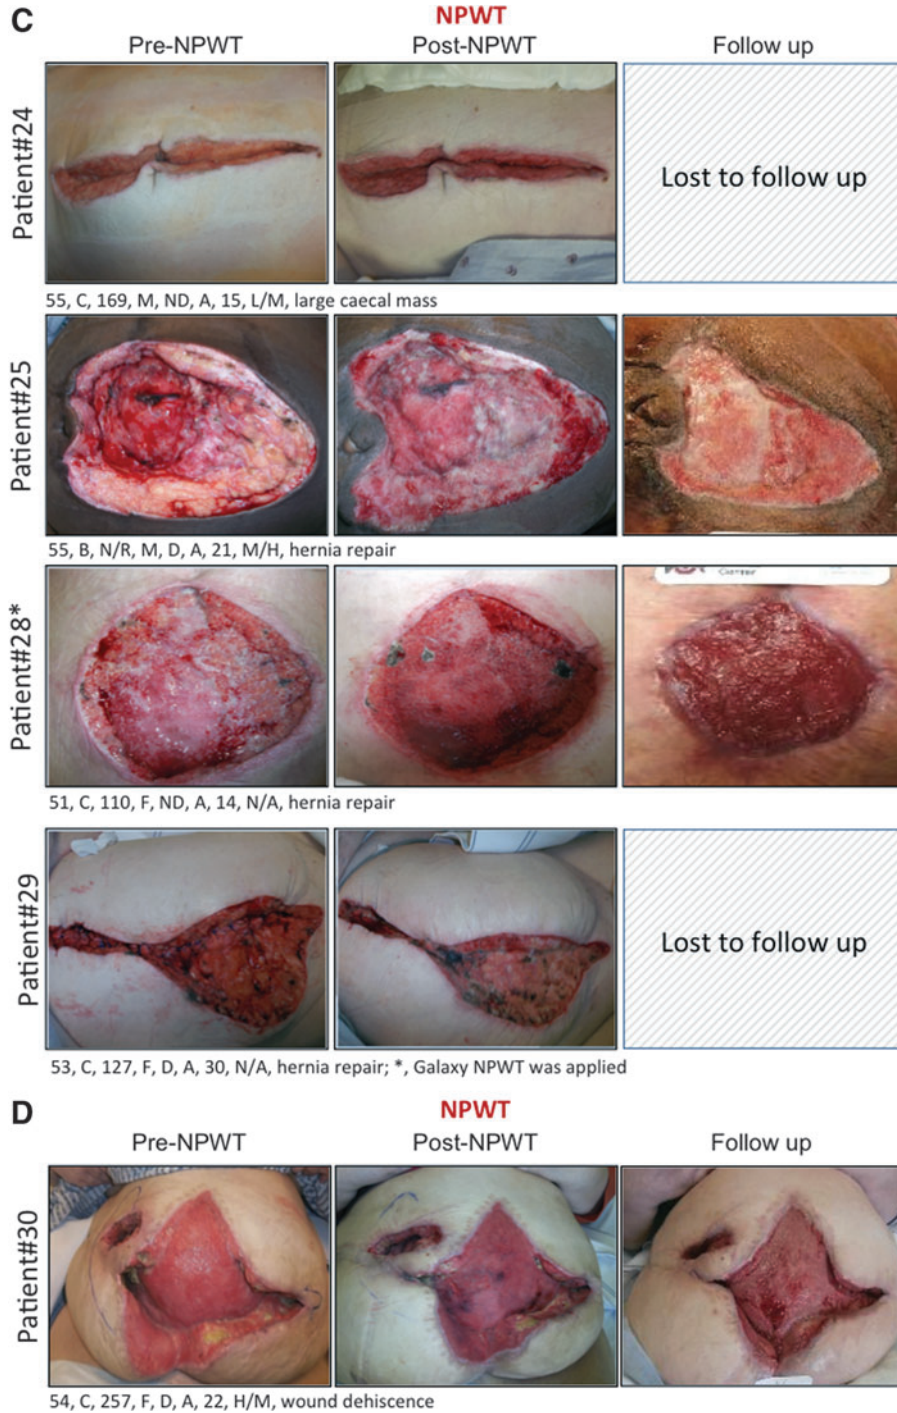 C
NPWT
Pre-NPWT Post-NPWT Follow up
Patient#24
Lost to follow up
55, C, 169, M, ND, A, 15, L/M, large caecal mass
Patient#25
55, B, N/R, M, D, A, 21, M/H, hernia repair
Patient#28*
Center
51, C, 110, F, ND, A, 14, N/A, hernia repair
Patient#29
Lost to follow up
53, C, 127, F, D, A, 30, N/A, hernia repair; *, Galaxy NPWT was applied
D
NPWT
Pre-NPWT Post-NPWT Follow up
Patient#30
54, C, 257, F, D, A, 22, H/M, wound dehiscence